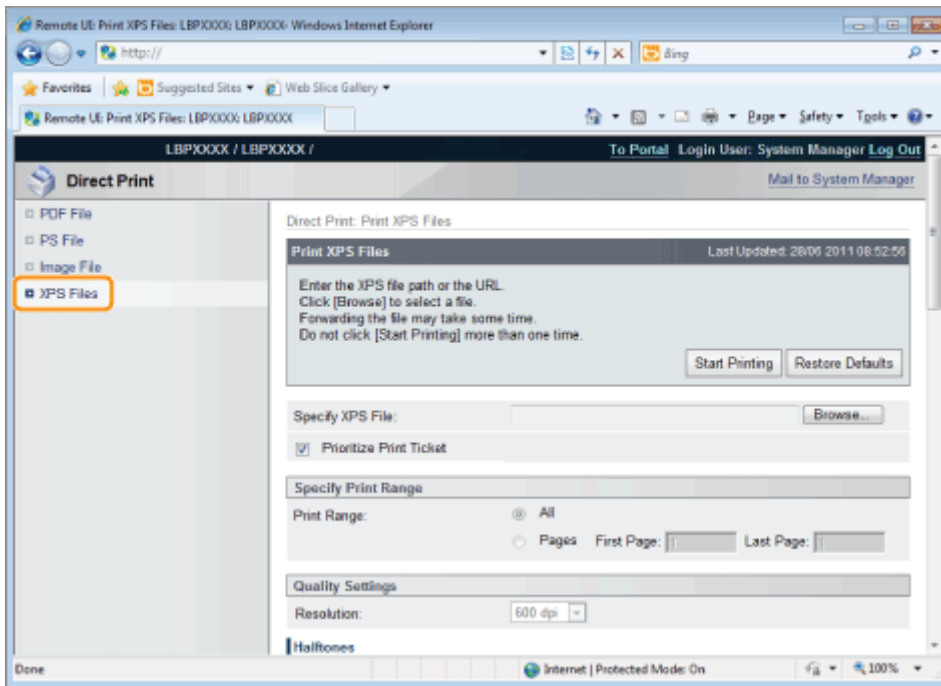 Remote UI: Print XPS Files: LBPXXXX: LBPXXXX- Windows Internet Explorer
http://
Bing
Favorites Suggested Sites Web Slice Gallery
Remote UI: Print XPS Files: LBPXXXX: LBPXXXX
Page Safety Tools
LBPXXXX / LBPXXXX /
To Portal Login User: System Manager Log Out
Direct Print
Mail to System Manager
PDF File
PS File
Image File
XPS Files
Direct Print: Print XPS Files
Print XPS Files Last Updated: 28/06 2011 08:52:56
Enter the XPS file path or the URL.
Click [Browse] to select a file.
Forwarding the file may take some time.
Do not click [Start Printing] more than one time.
Start Printing Restore Defaults
Specify XPS File: Browse...
Prioritize Print Ticket
Specify Print Range
Print Range: All
Pages First Page: 1 Last Page: 1
Quality Settings
Resolution: 600 dpi
Halftones
Done Internet | Protected Mode: On 100%